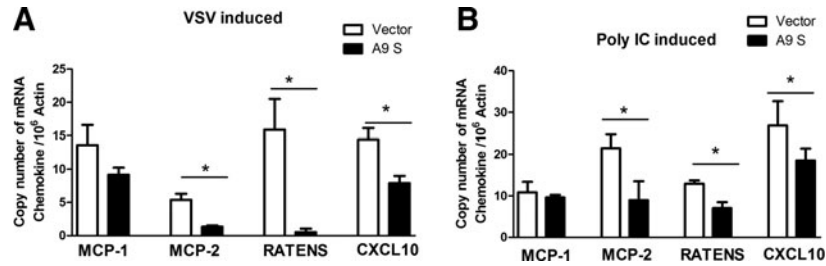 A
VSV induced
Vector
A9 S
Copy number of mRNA
Chemokine /10⁶ Actin
25
20
15
10
5
0
MCP-1 MCP-2 RATENS CXCL10
* * *
B
Poly IC induced
Vector
A9 S
Copy number of mRNA
Chemokine /10⁶ Actin
40
30
20
10
0
MCP-1 MCP-2 RATENS CXCL10
* * *